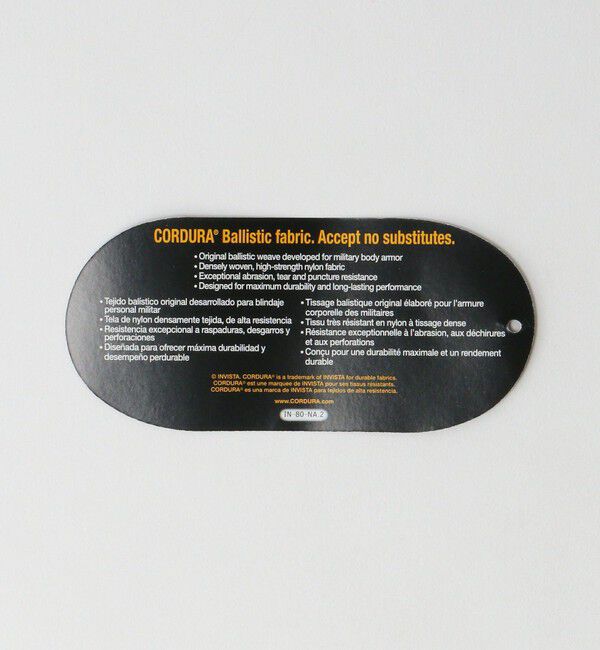 CORDURA® Ballistic fabric. Accept no substitutes.
• Original ballistic weave developed for military body armor
• Densely woven, high-strength nylon fabric
• Exceptional abrasion, tear and puncture resistance
• Designed for maximum durability and long-lasting performance
• Tejido balístico original desarrollado para blindaje
personal militar
• Tela de nylon densamente tejida, de alta resistencia
• Resistencia excepcional a raspaduras, desgarros y
perforaciones
• Diseñada para ofrecer máxima durabilidad y
desempeño perdurable
• Tissage balistique original élaboré pour l'armure
corporelle des militaires
• Tissu très résistant en nylon à tissage dense
• Résistance exceptionnelle à l'abrasion, aux déchirures
et aux perforations
• Conçu pour une durabilité maximale et un rendement
durable
© INVISTA, CORDURA® is a trademark of INVISTA for durable fabrics.
CORDURA® est une marquee de INVISTA pour ses tissus résistants.
CORDURA® es una marca de INVISTA para tejidos de alta resistencia.
www.CORDURA.com
IN-80-NA.2